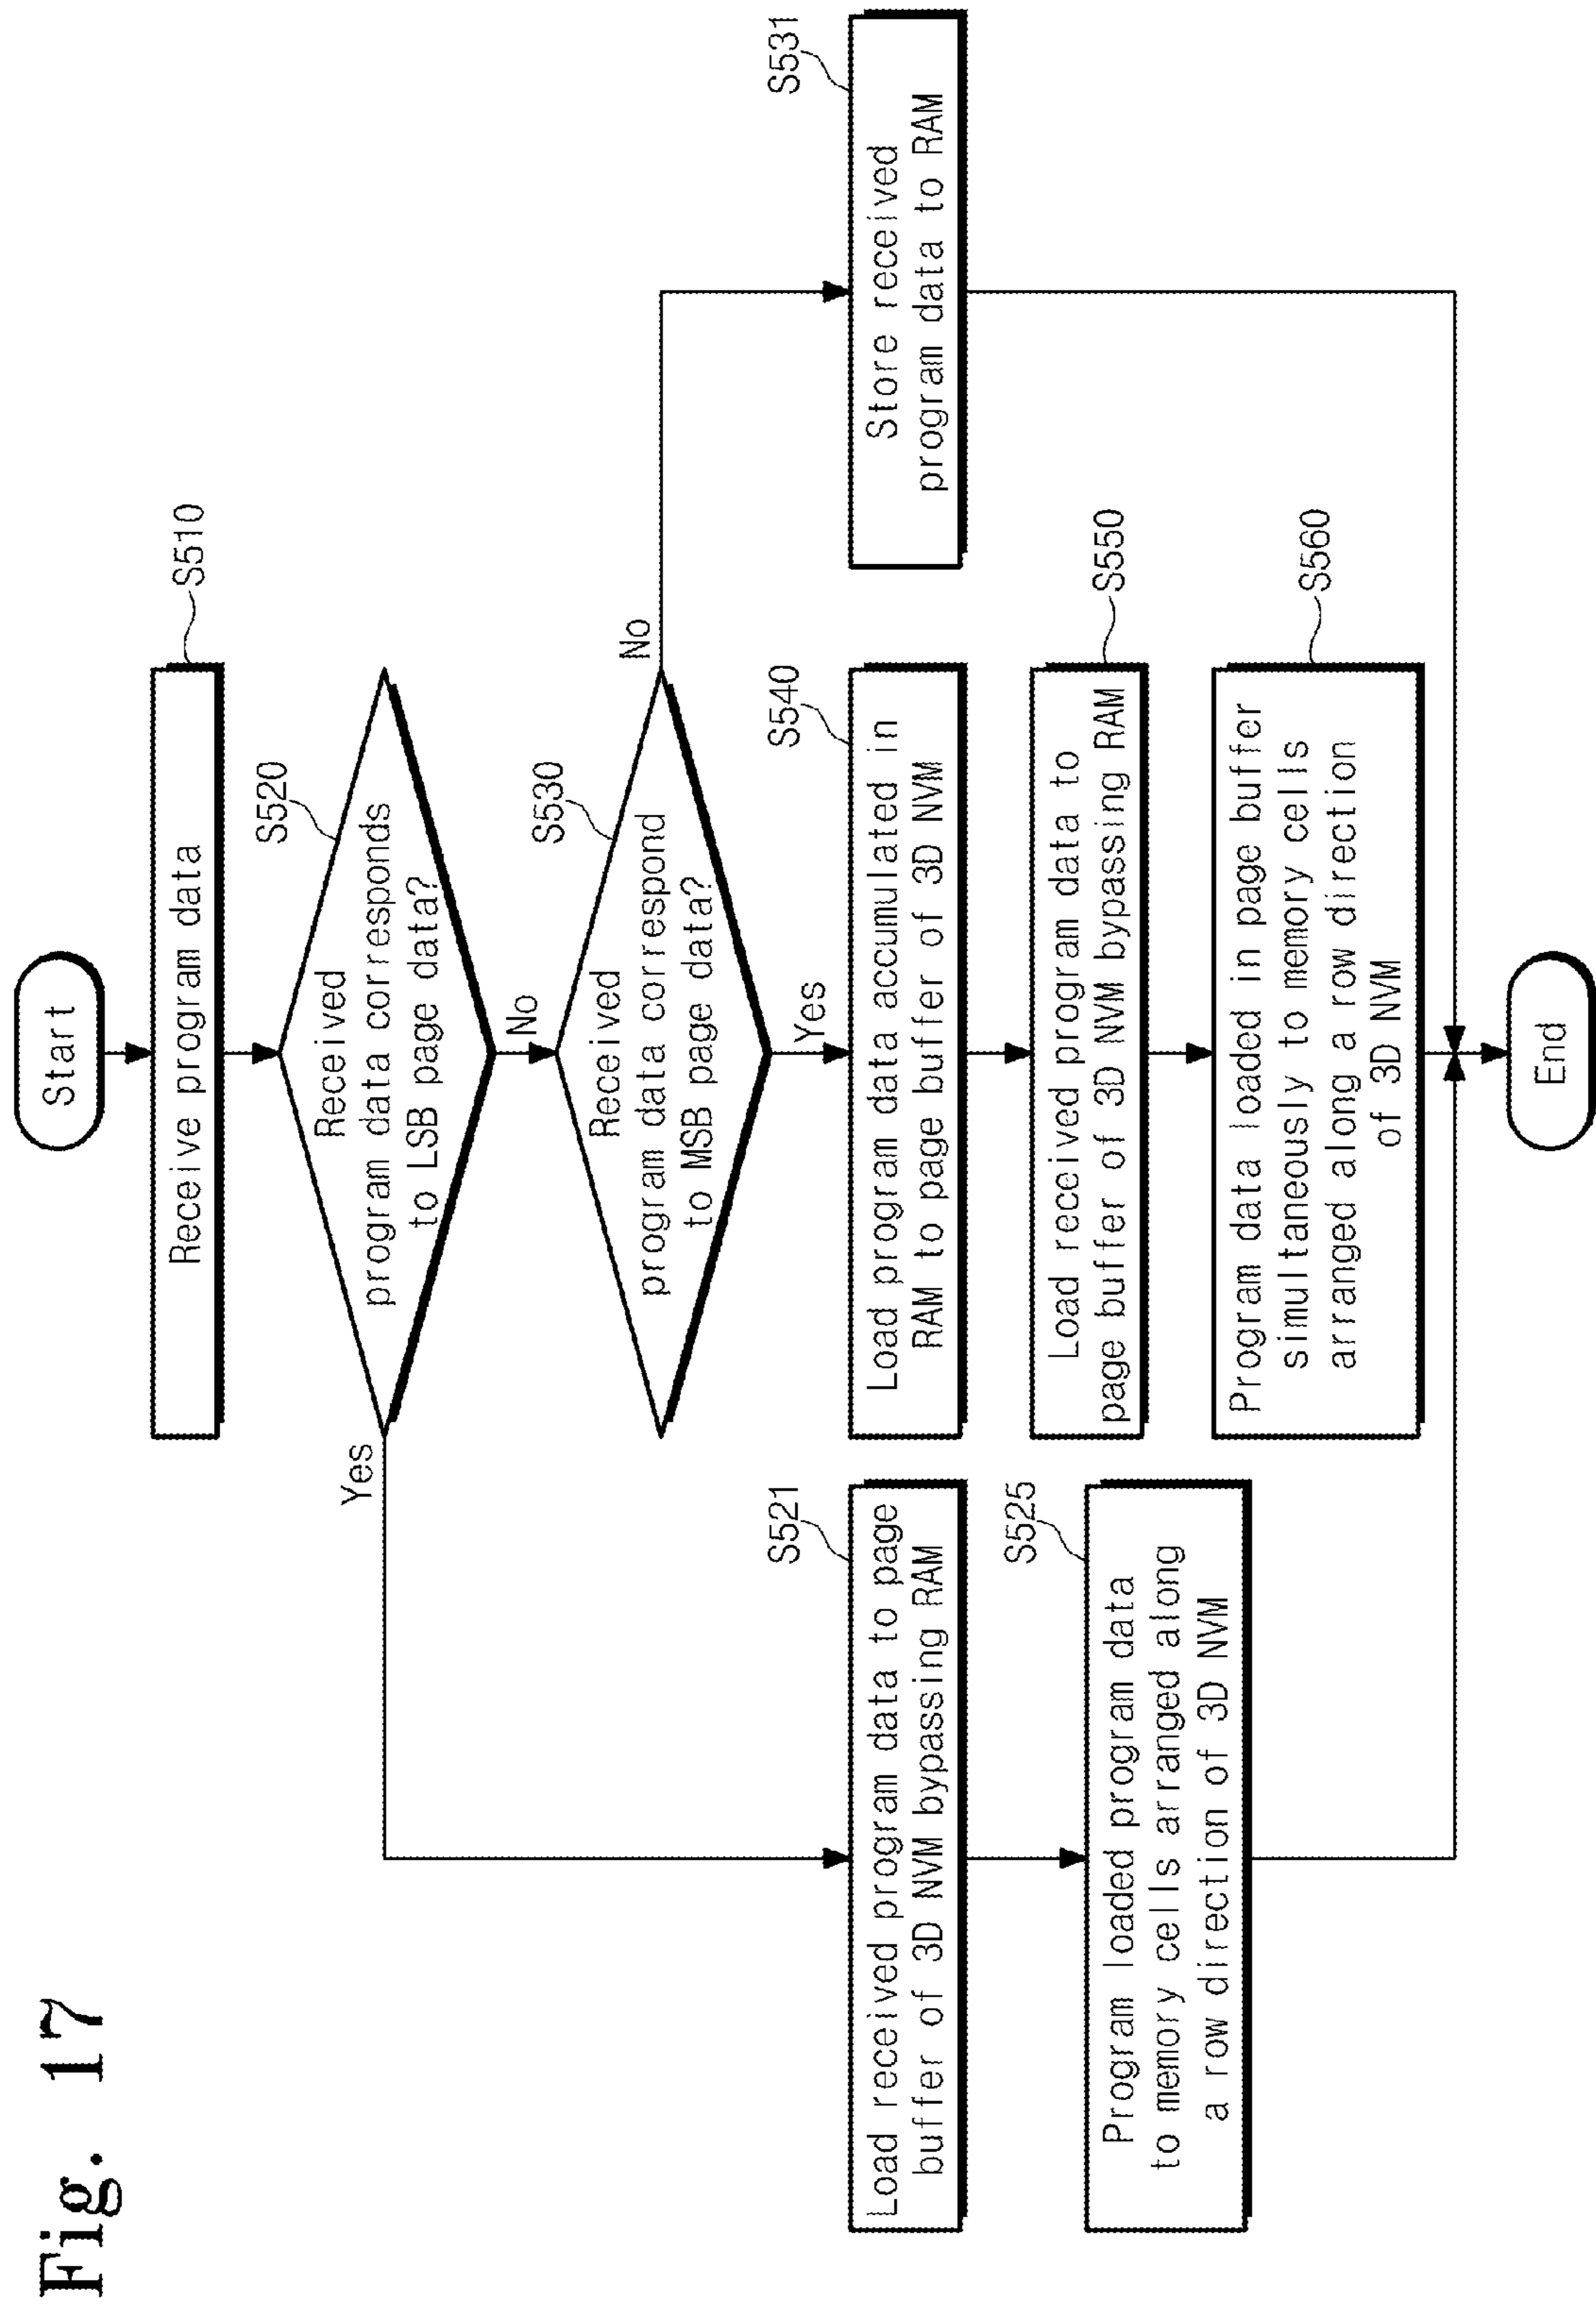 Fig. 17
Start
Receive program data
S510
Received
program data corresponds
to LSB page data?
S520
Yes
No
Received
program data correspond
to MSB page data?
S530
No
Yes
S521
Load received program data to page
buffer of 3D NVM bypassing RAM
S525
Program loaded program data
to memory cells arranged along
a row direction of 3D NVM
S540
Load program data accumulated in
RAM to page buffer of 3D NVM
S550
Load received program data to
page buffer of 3D NVM bypassing RAM
S560
Program data loaded in page buffer
simultaneously to memory cells
arranged along a row direction
of 3D NVM
S531
Store received
program data to RAM
End